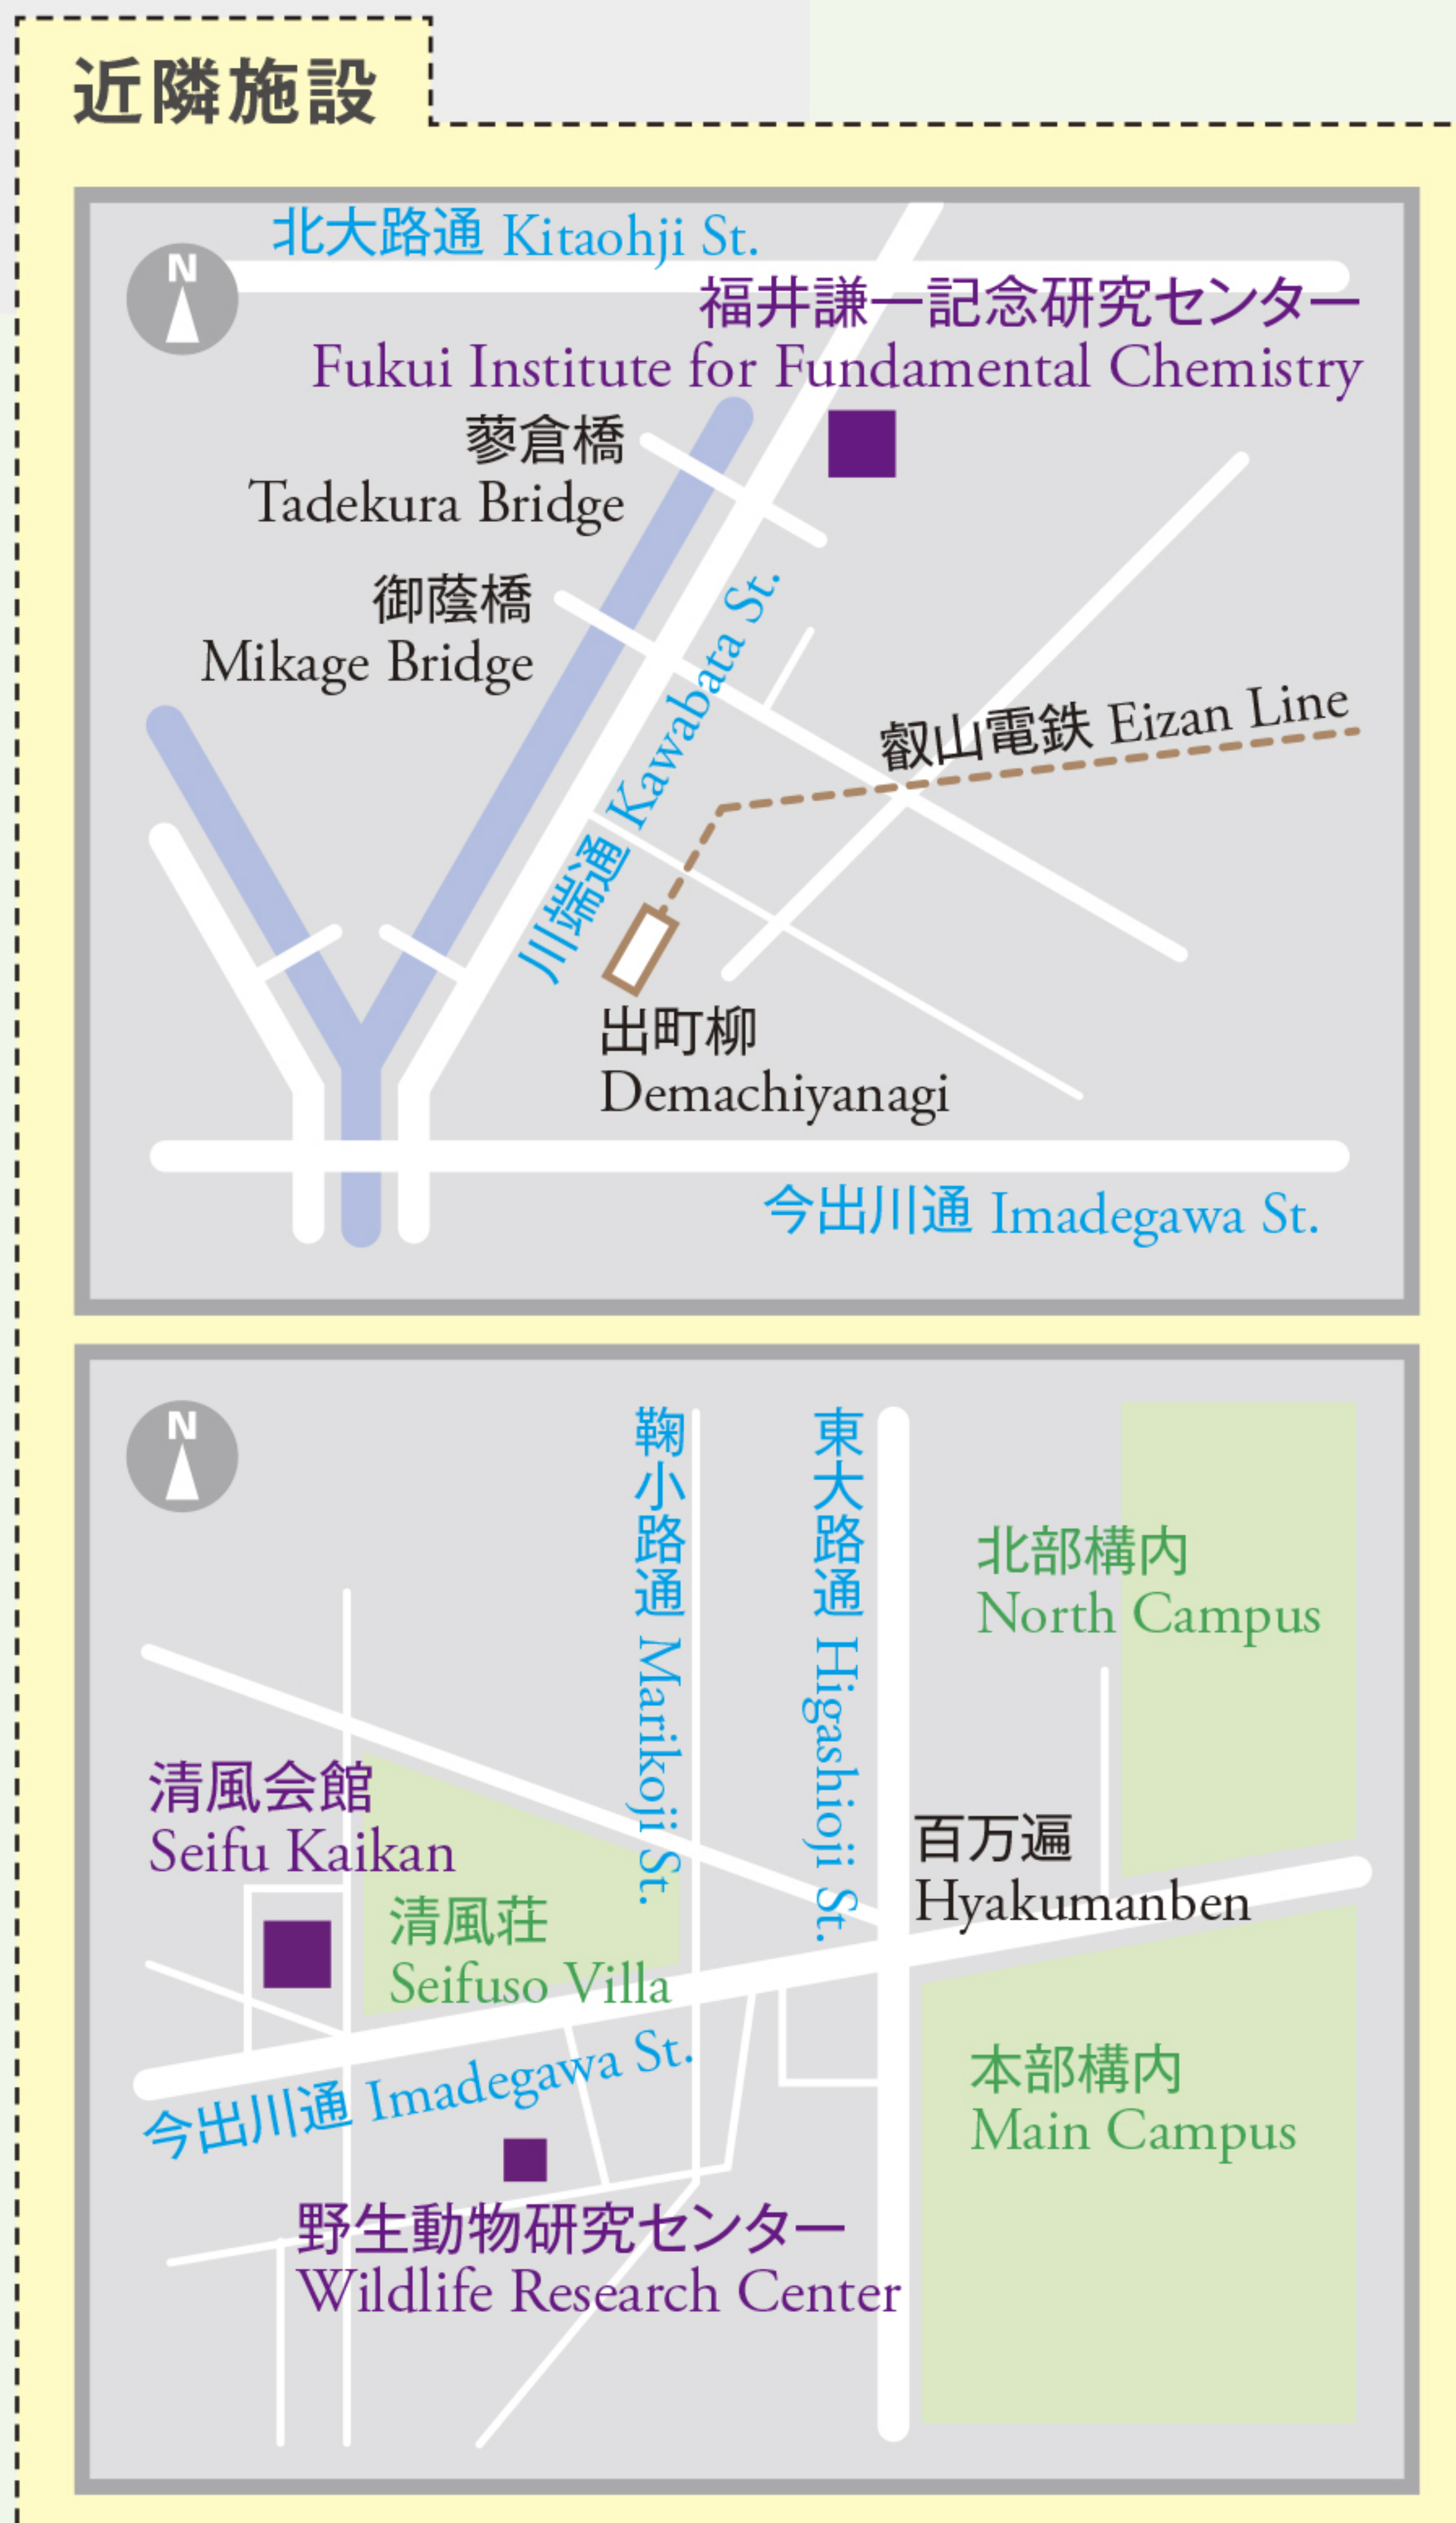 近隣施設
N
北大路通 Kitaohji St.
福井謙一記念研究センター
Fukui Institute for Fundamental Chemistry
蓼倉橋
Tadekura Bridge
御蔭橋
Mikage Bridge
川端通 Kawabata St.
叡山電鉄 Eizan Line
出町柳
Demachiyanagi
今出川通 Imadegawa St.
N
鞠小路通 Marikoji St.
東大路通 Higashioji St.
北部構内
North Campus
清風会館
Seifu Kaikan
百万遍
Hyakumanben
清風荘
Seifuso Villa
今出川通 Imadegawa St.
本部構内
Main Campus
野生動物研究センター
Wildlife Research Center